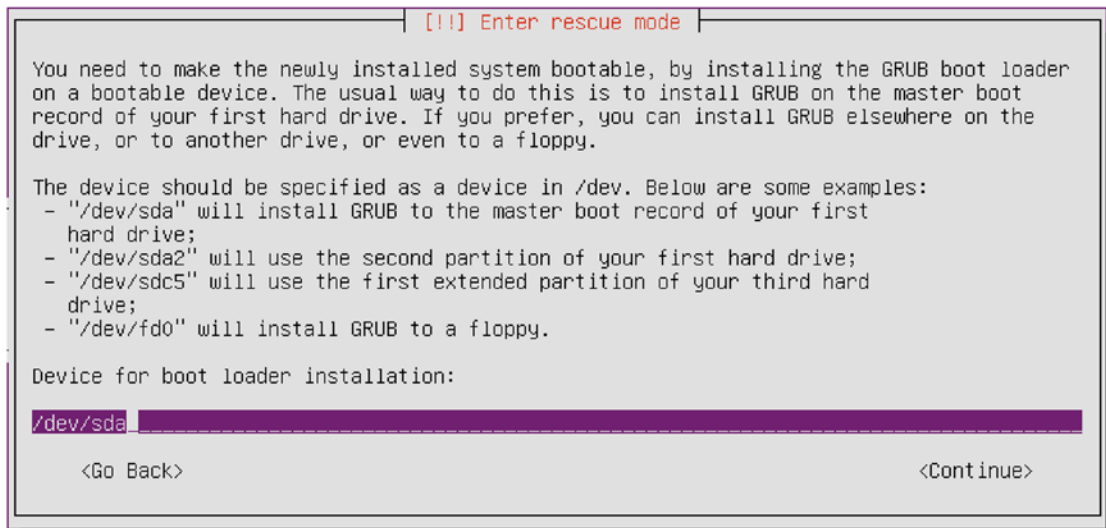 [!!] Enter rescue mode
You need to make the newly installed system bootable, by installing the GRUB boot loader
on a bootable device. The usual way to do this is to install GRUB on the master boot
record of your first hard drive. If you prefer, you can install GRUB elsewhere on the
drive, or to another drive, or even to a floppy.
The device should be specified as a device in /dev. Below are some examples:
- "/dev/sda" will install GRUB to the master boot record of your first
hard drive;
- "/dev/sda2" will use the second partition of your first hard drive;
- "/dev/sdc5" will use the first extended partition of your third hard
drive;
- "/dev/fd0" will install GRUB to a floppy.
Device for boot loader installation:
/dev/sda
<Go Back> <Continue>